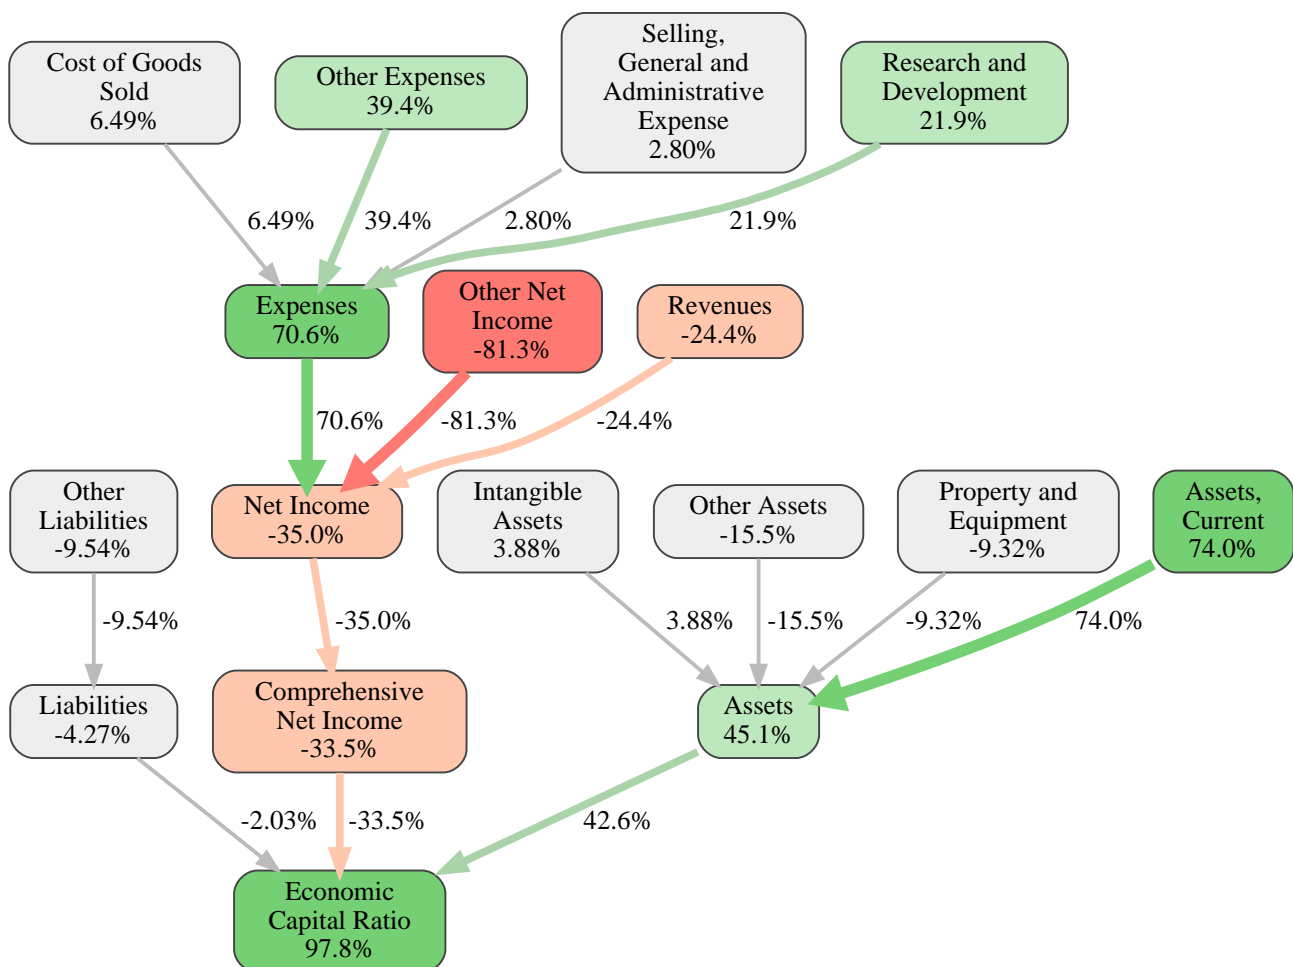 Cost of Goods
Sold
6.49%
Other Expenses
39.4%
Selling,
General and
Administrative
Expense
2.80%
Research and
Development
21.9%
6.49%
39.4%
2.80%
21.9%
Expenses
70.6%
Other Net
Income
-81.3%
Revenues
-24.4%
70.6%
-81.3%
-24.4%
Other
Liabilities
-9.54%
Net Income
-35.0%
Intangible
Assets
3.88%
Other Assets
-15.5%
Property and
Equipment
-9.32%
Assets,
Current
74.0%
-9.54%
-35.0%
3.88%
-15.5%
-9.32%
74.0%
Liabilities
-4.27%
Comprehensive
Net Income
-33.5%
Assets
45.1%
-2.03%
-33.5%
42.6%
Economic
Capital Ratio
97.8%